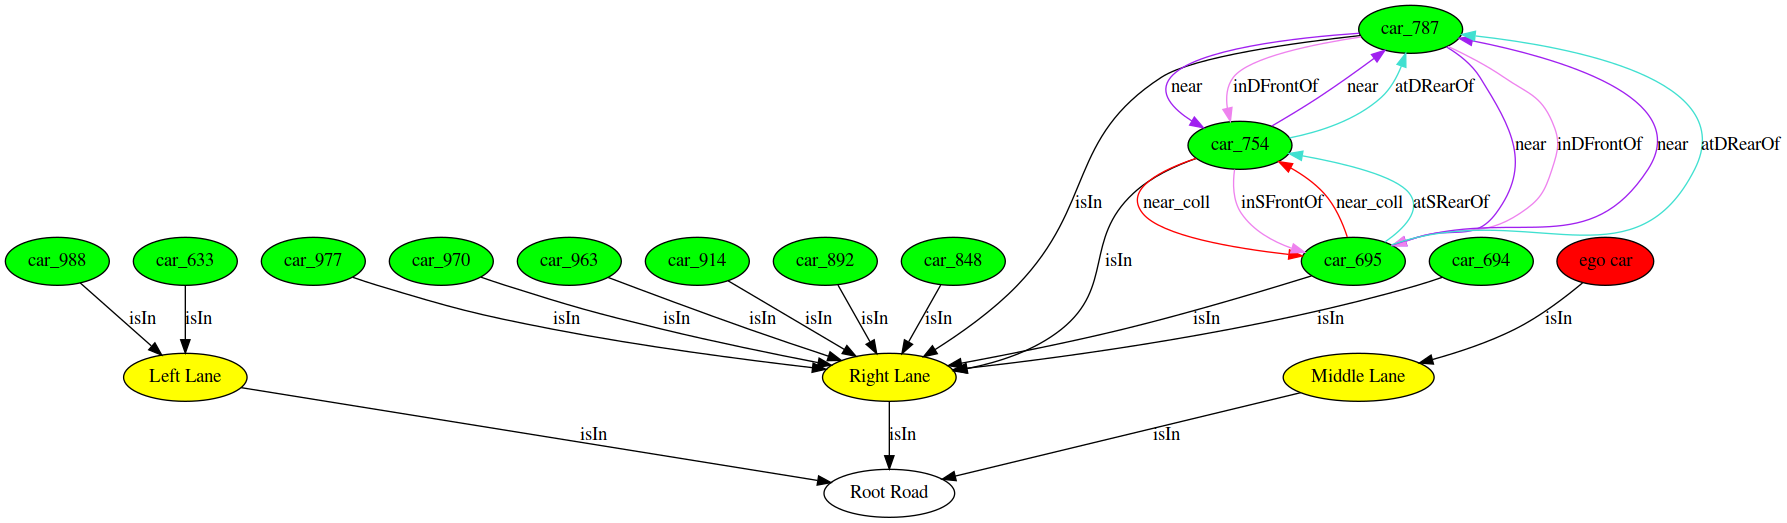 car_787
near
inDFrontOf
near
atDRearOf
car_754
near
inDFrontOf
near
atDRearOf
isIn
near_coll
inSFrontOf
near_coll
atSRearOf
car_988
car_633
car_977
car_970
car_963
car_914
car_892
car_848
isIn
car_695
car_694
ego car
isIn
isIn
isIn
isIn
isIn
isIn
isIn
isIn
isIn
isIn
isIn
Left Lane
Right Lane
Middle Lane
isIn
isIn
isIn
Root Road